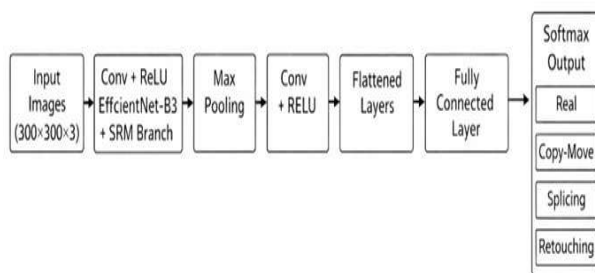 Input
Images
(300×300×3)
Conv + ReLU
EffcientNet-B3
+ SRM Branch
Max
Pooling
Conv
+ RELU
Flattened
Layers
Fully
Connected
Layer
Softmax
Output
Real
Copy-Move
Splicing
Retouching